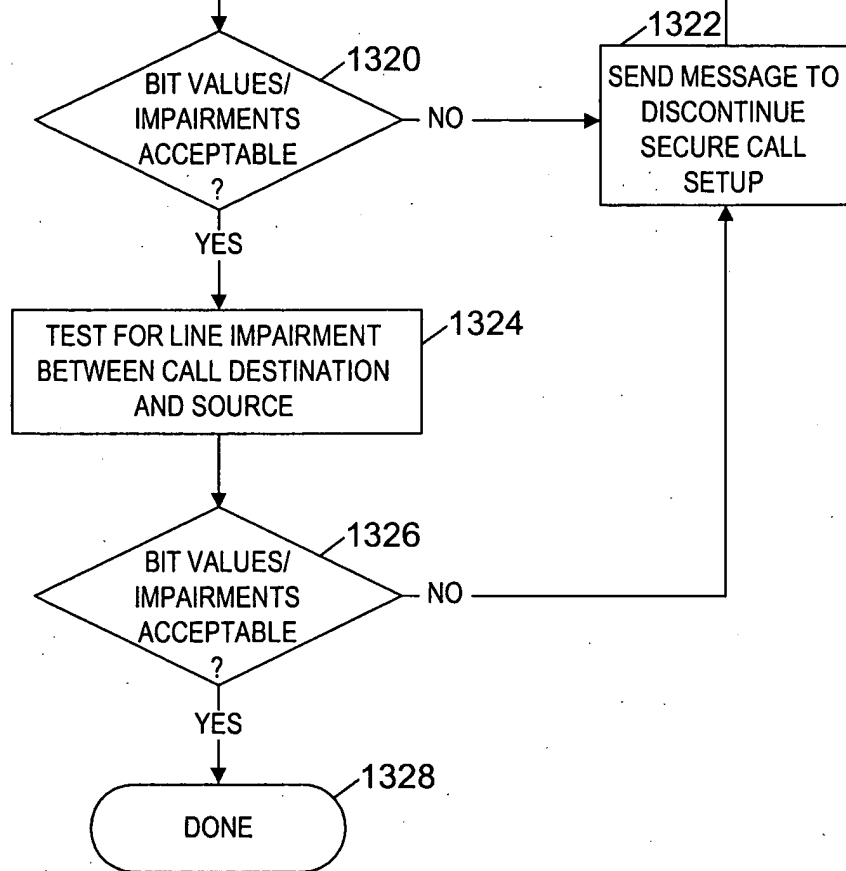 1320
BIT VALUES/
IMPAIRMENTS
ACCEPTABLE
?
NO
1322
SEND MESSAGE TO
DISCONTINUE
SECURE CALL
SETUP
YES
1324
TEST FOR LINE IMPAIRMENT
BETWEEN CALL DESTINATION
AND SOURCE
1326
BIT VALUES/
IMPAIRMENTS
ACCEPTABLE
?
NO
YES
1328
DONE